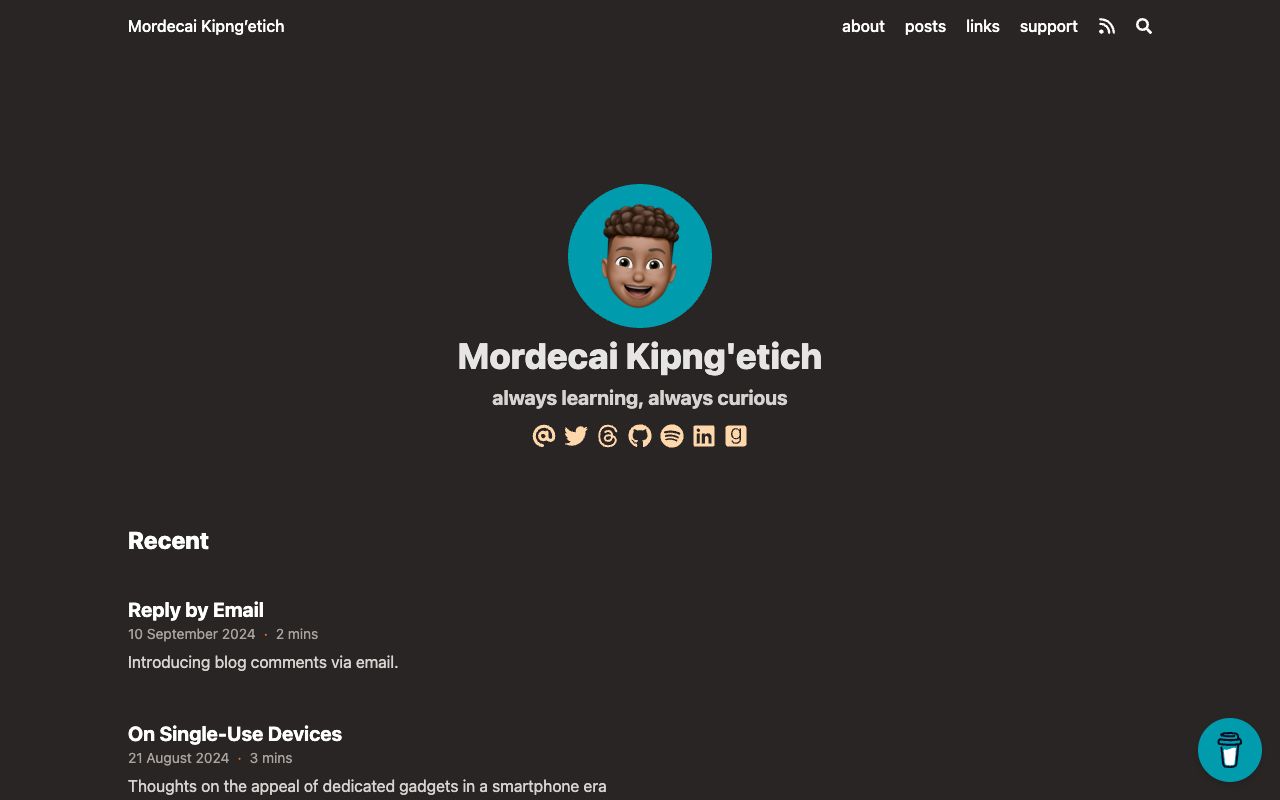 Mordecai Kipng’etich
about posts links support
Mordecai Kipng'etich
always learning, always curious
Recent
Reply by Email
10 September 2024 · 2 mins
Introducing blog comments via email.
On Single-Use Devices
21 August 2024 · 3 mins
Thoughts on the appeal of dedicated gadgets in a smartphone era